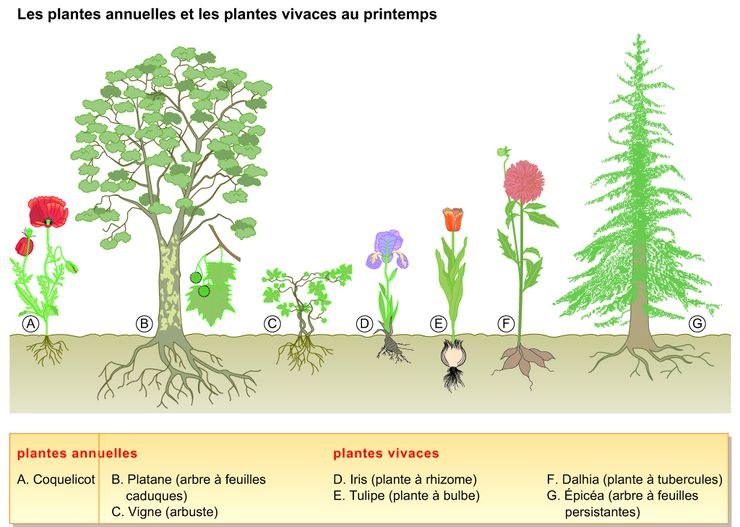 Les plantes annuelles et les plantes vivaces au printemps
A
B
C
D
E
F
G
plantes annuelles
plantes vivaces
A. Coquelicot
B. Platane (arbre à feuilles
caduques)
C. Vigne (arbuste)
D. Iris (plante à rhizome)
E. Tulipe (plante à bulbe)
F. Dalhia (plante à tubercules)
G. Épicéa (arbre à feuilles
persistantes)